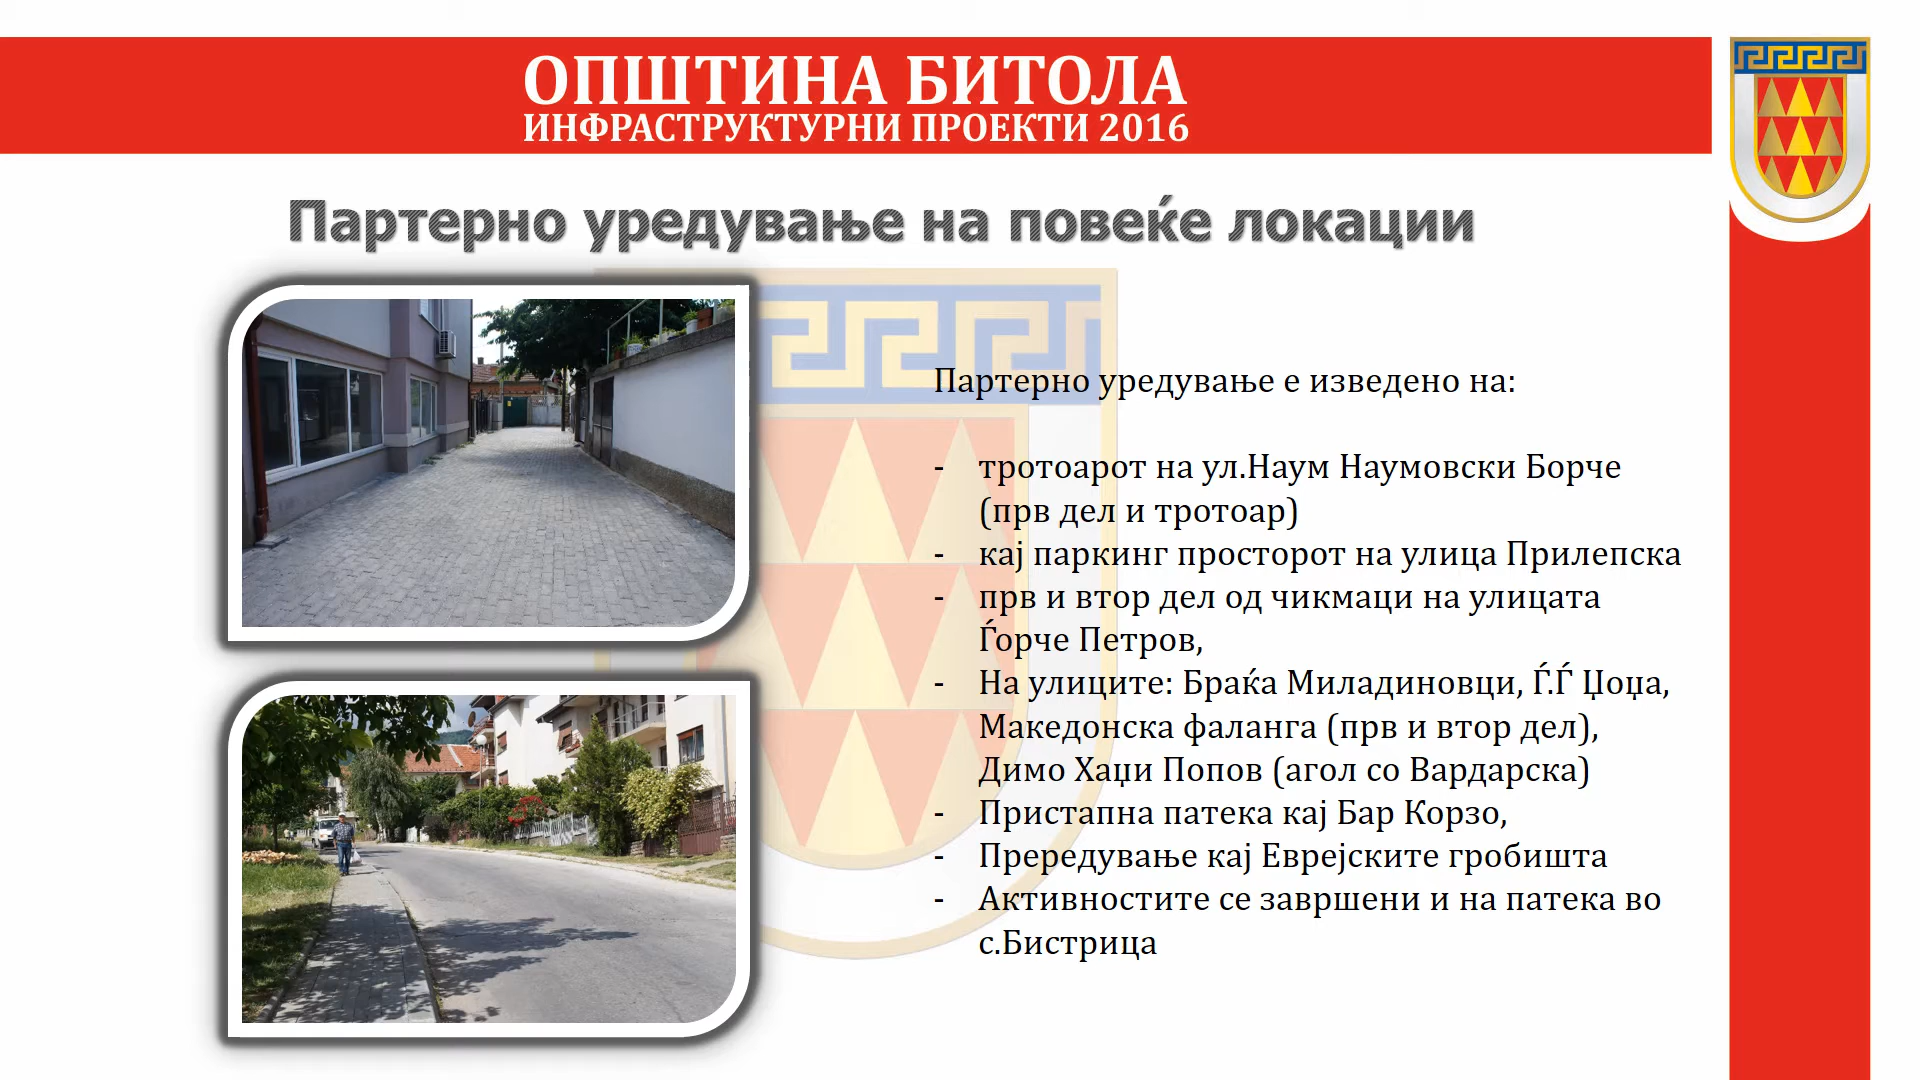 ОПШТИНА БИТОЛА
ИНФРАСТРУКТУРНИ ПРОЕКТИ 2016
Партерно уредување на повеќе локации
Партерно уредување е изведено на:
- тротоарот на ул.Наум Наумовски Борче
(прв дел и тротоар)
- кај паркинг просторот на улица Прилепска
- прв и втор дел од чикмаци на улицата
Ѓорче Петров,
- На улиците: Браќа Миладиновци, Ѓ.Ѓ Џоџа,
Македонска фаланга (прв и втор дел),
Димо Хаџи Попов (агол со Вардарска)
- Пристапна патека кај Бар Корзо,
- Прередување кај Еврејските гробишта
- Активностите се завршени и на патека во
с.Бистрица